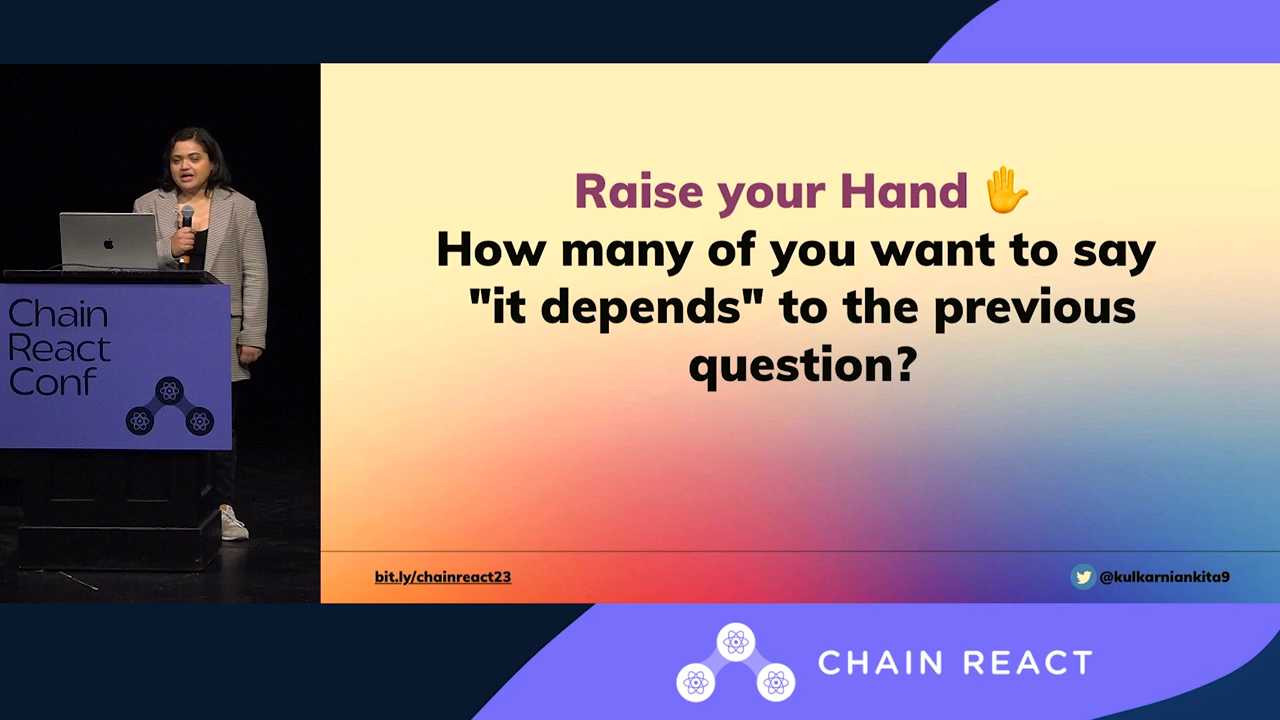 Raise your Hand ✋
How many of you want to say
"it depends" to the previous
question?
bit.ly/chainreact23
@kulkarniankita9
Chain
React
Conf
CHAIN REACT